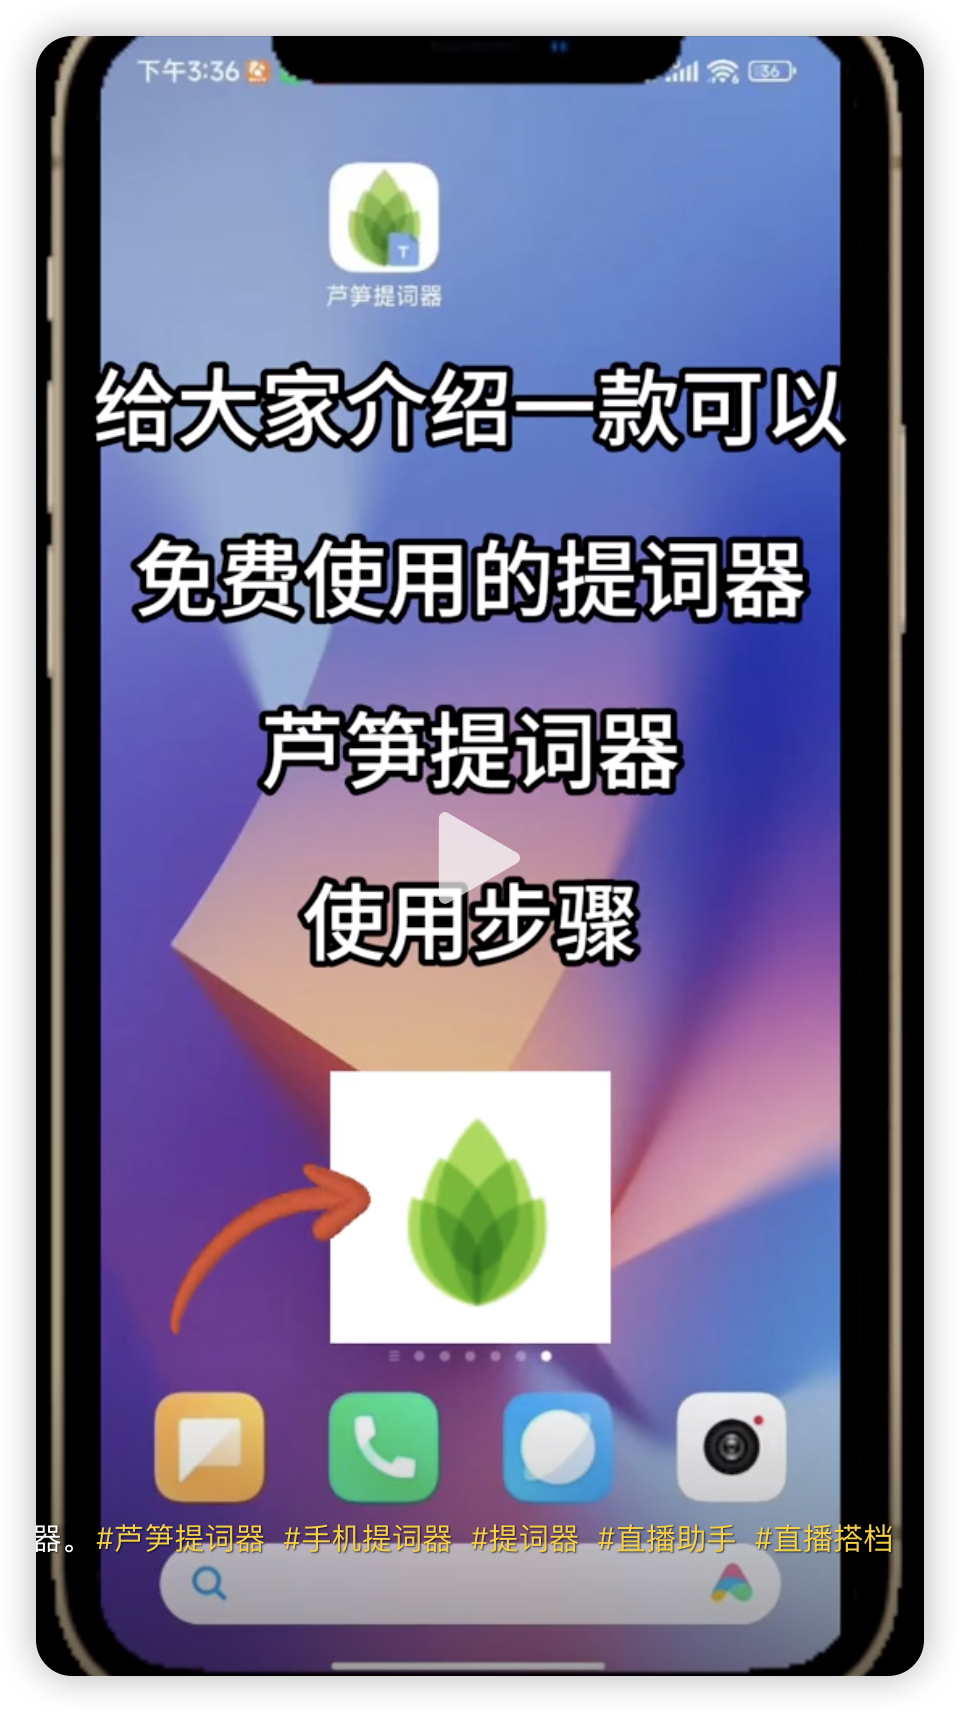 下午3:36
36
T
芦笋提词器
给大家介绍一款可以
免费使用的提词器
芦笋提词器
使用步骤
器。#芦笋提词器 #手机提词器 #提词器 #直播助手 #直播搭档